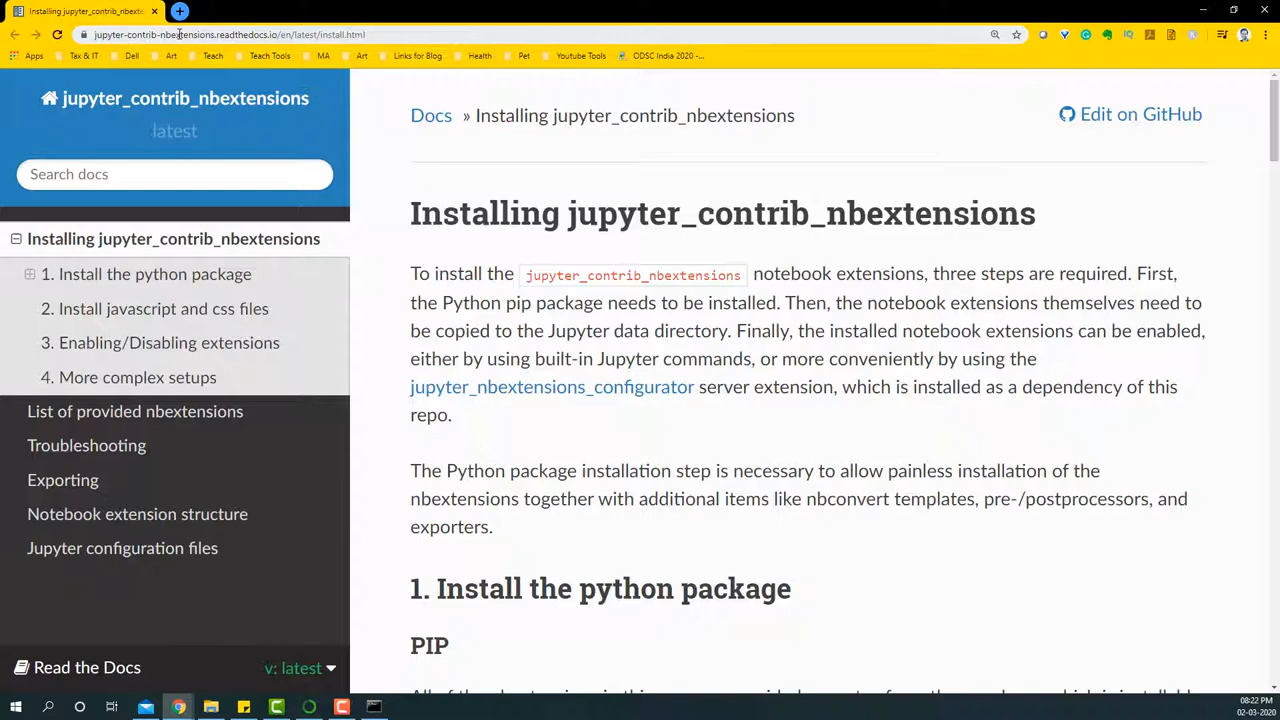 Installing jupyter_contrib_nbexte
jupyter-contrib-nbextensions.readthedocs.io/en/latest/install.html
Apps Tax & IT Dell Art Teach Teach Tools MA Art Links for Blog Health Pet Youtube Tools ODSC India 2020 -...
jupyter_contrib_nbextensions
latest
Search docs
Installing jupyter_contrib_nbextensions
1. Install the python package
2. Install javascript and css files
3. Enabling/Disabling extensions
4. More complex setups
List of provided nbextensions
Troubleshooting
Exporting
Notebook extension structure
Jupyter configuration files
Read the Docs v: latest
Docs » Installing jupyter_contrib_nbextensions
Edit on GitHub
Installing jupyter_contrib_nbextensions
To install the jupyter_contrib_nbextensions notebook extensions, three steps are required. First,
the Python pip package needs to be installed. Then, the notebook extensions themselves need to
be copied to the Jupyter data directory. Finally, the installed notebook extensions can be enabled,
either by using built-in Jupyter commands, or more conveniently by using the
jupyter_nbextensions_configurator server extension, which is installed as a dependency of this
repo.
The Python package installation step is necessary to allow painless installation of the
nbextensions together with additional items like nbconvert templates, pre-/postprocessors, and
exporters.
1. Install the python package
PIP
08:22 PM
02-03-2020